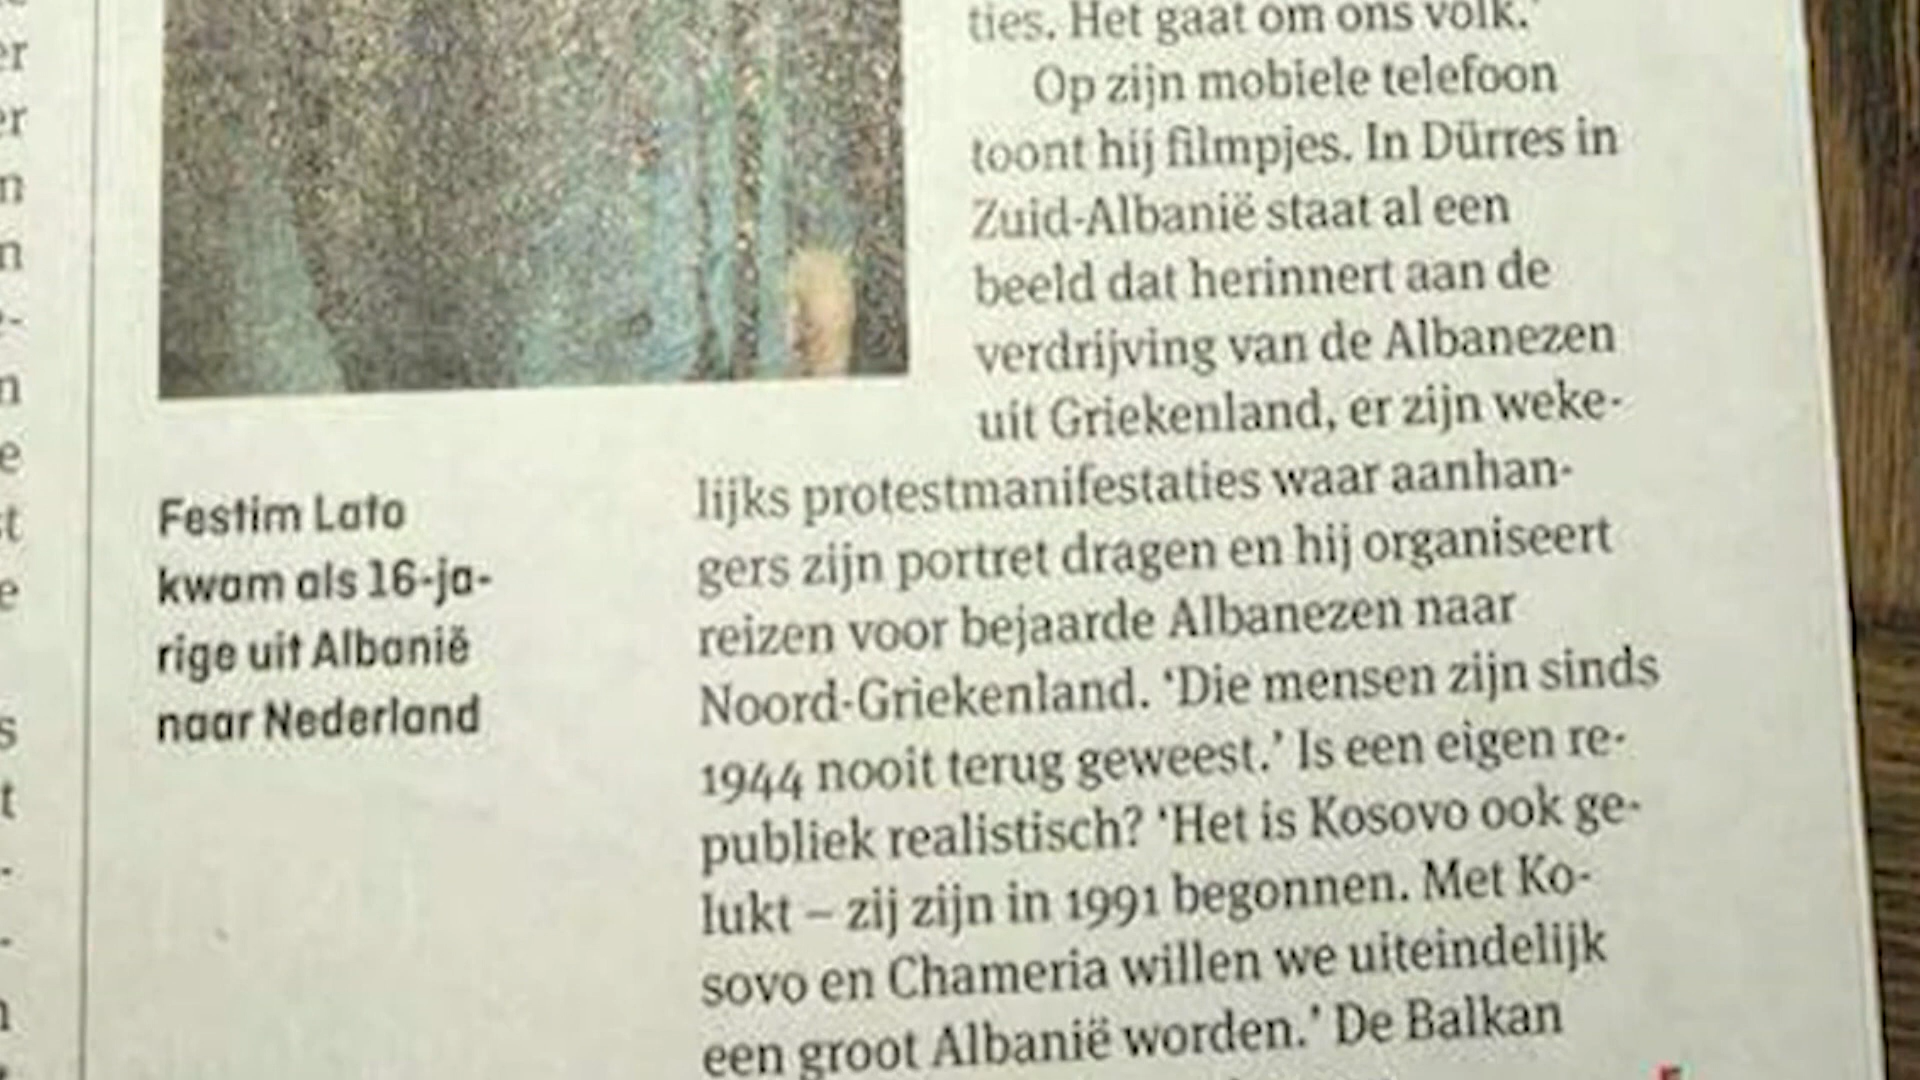 ties. Het gaat om ons volk.'
Op zijn mobiele telefoon
toont hij filmpjes. In Dürres in
Zuid-Albanië staat al een
beeld dat herinnert aan de
verdrijving van de Albanezen
uit Griekenland, er zijn weke-
lijks protestmanifestaties waar aanhan-
gers zijn portret dragen en hij organiseert
reizen voor bejaarde Albanezen naar
Noord-Griekenland. ‘Die mensen zijn sinds
1944 nooit terug geweest.’ Is een eigen re-
publiek realistisch? ‘Het is Kosovo ook ge-
lukt – zij zijn in 1991 begonnen. Met Ko-
sovo en Chameria willen we uiteindelijk
een groot Albanië worden.’ De Balkan
Festim Lato
kwam als 16-ja-
rige uit Albanië
naar Nederland